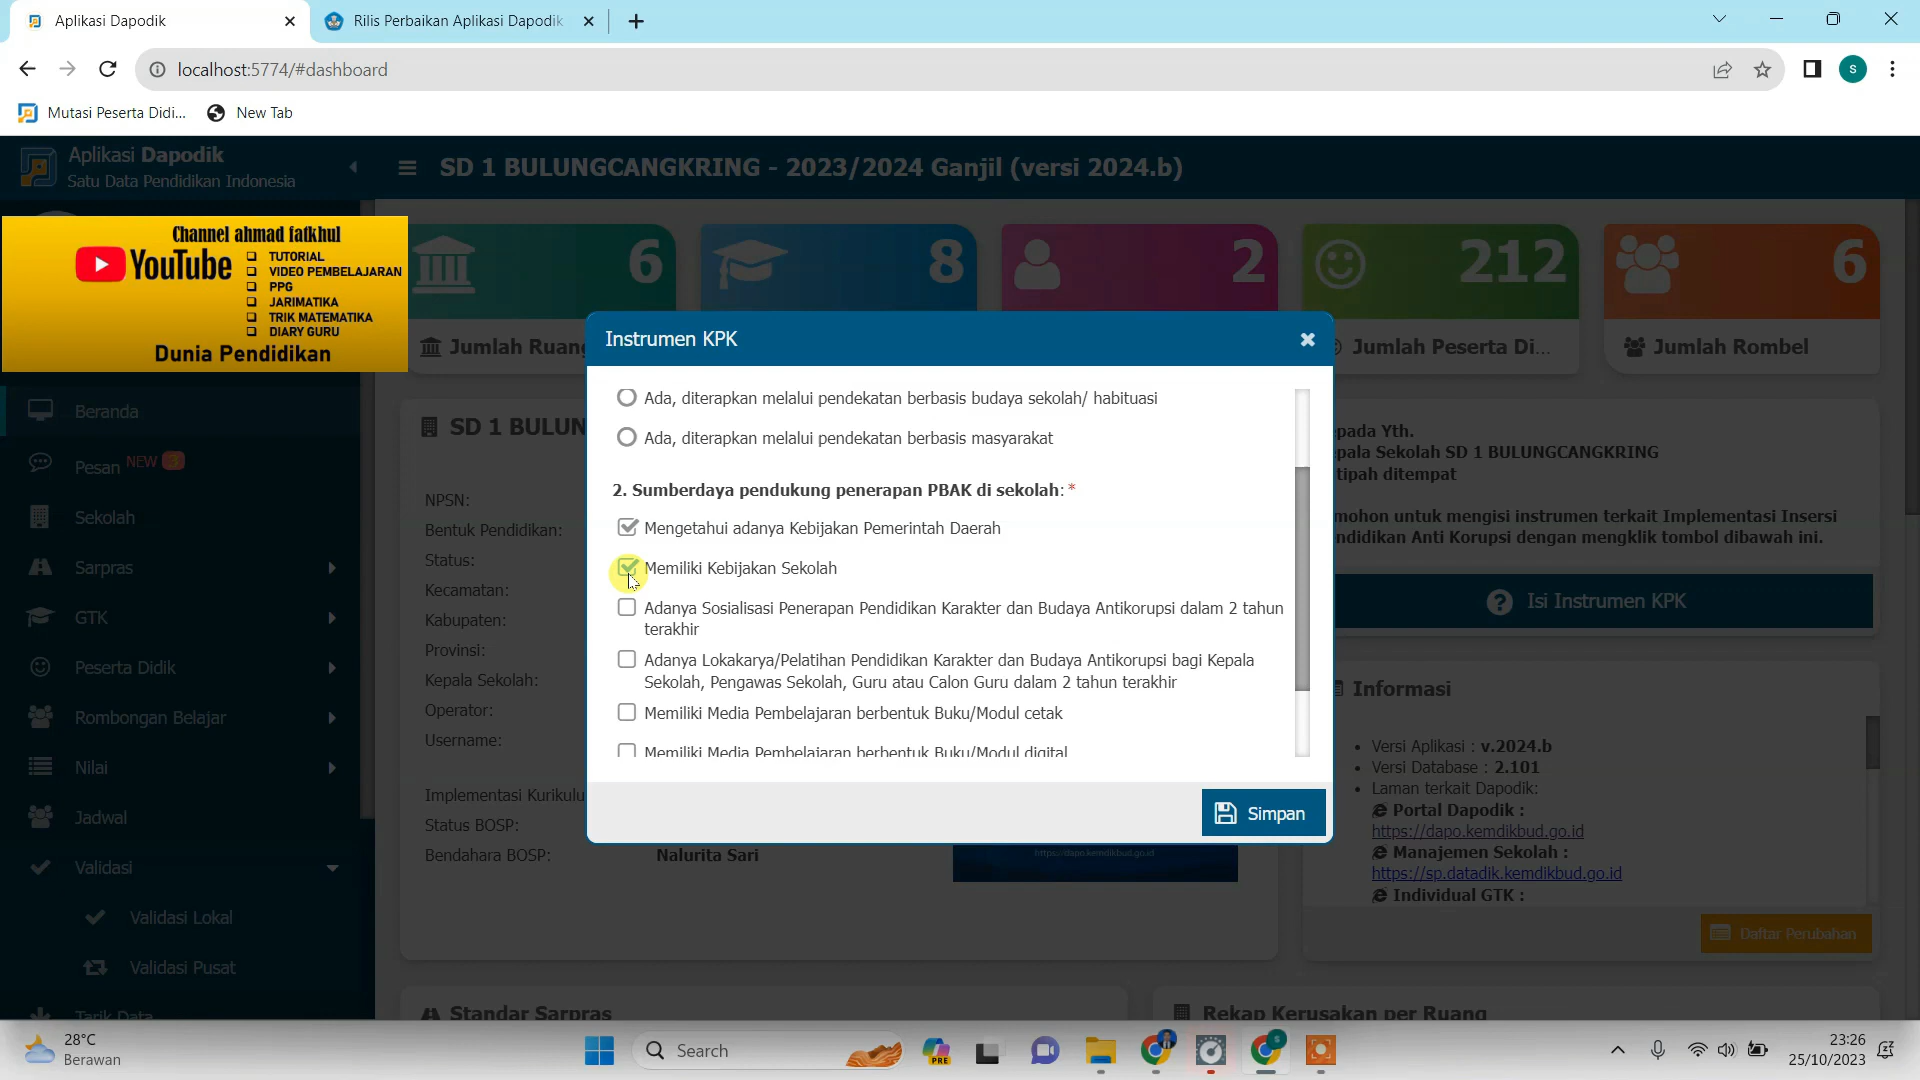 Aplikasi Dapodik
Rilis Perbaikan Aplikasi Dapodik
localhost:5774/#dashboard
S
Mutasi Peserta Didi...
New Tab
Aplikasi Dapodik
Satu Data Pendidikan Indonesia
SD 1 BULUNGCANGKRING - 2023/2024 Ganjil (versi 2024.b)
Channel ahmad fatkhul
YouTube
TUTORIAL
VIDEO PEMBELAJARAN
PPG
JARIMATIKA
TRIK MATEMATIKA
DIARY GURU
Dunia Pendidikan
6
8
2
212
6
Jumlah Ruang
Jumlah Peserta Di...
Jumlah Rombel
Beranda
Pesan NEW 3
Sekolah
Sarpras
GTK
Peserta Didik
Rombongan Belajar
Nilai
Jadwal
Validasi
Validasi Lokal
Validasi Pusat
Tarik Data
SD 1 BULUN
NPSN:
Bentuk Pendidikan:
Status:
Kecamatan:
Kabupaten:
Provinsi:
Kepala Sekolah:
Operator:
Username:
Implementasi Kurikulu
Status BOSP:
Bendahara BOSP:
Nalurita Sari
https://dapo.kemdikbud.go.id
Instrumen KPK
Ada, diterapkan melalui pendekatan berbasis budaya sekolah/ habituasi
Ada, diterapkan melalui pendekatan berbasis masyarakat
2. Sumberdaya pendukung penerapan PBAK di sekolah: *
Mengetahui adanya Kebijakan Pemerintah Daerah
Memiliki Kebijakan Sekolah
Adanya Sosialisasi Penerapan Pendidikan Karakter dan Budaya Antikorupsi dalam 2 tahun
terakhir
Adanya Lokakarya/Pelatihan Pendidikan Karakter dan Budaya Antikorupsi bagi Kepala
Sekolah, Pengawas Sekolah, Guru atau Calon Guru dalam 2 tahun terakhir
Memiliki Media Pembelajaran berbentuk Buku/Modul cetak
Memiliki Media Pembelajaran berbentuk Buku/Modul digital
Simpan
pada Yth.
pala Sekolah SD 1 BULUNGCANGKRING
tipah ditempat
mohon untuk mengisi instrumen terkait Implementasi Insersi
ndidikan Anti Korupsi dengan mengklik tombol dibawah ini.
Isi Instrumen KPK
Informasi
Versi Aplikasi : v.2024.b
Versi Database : 2.101
Laman terkait Dapodik:
Portal Dapodik :
https://dapo.kemdikbud.go.id
Manajemen Sekolah :
https://sp.datadik.kemdikbud.go.id
Individual GTK :
Daftar Perubahan
Standar Sarpras
Rekap Kerusakan per Ruang
28°C
Berawan
Search
PRE
S
23:26
25/10/2023